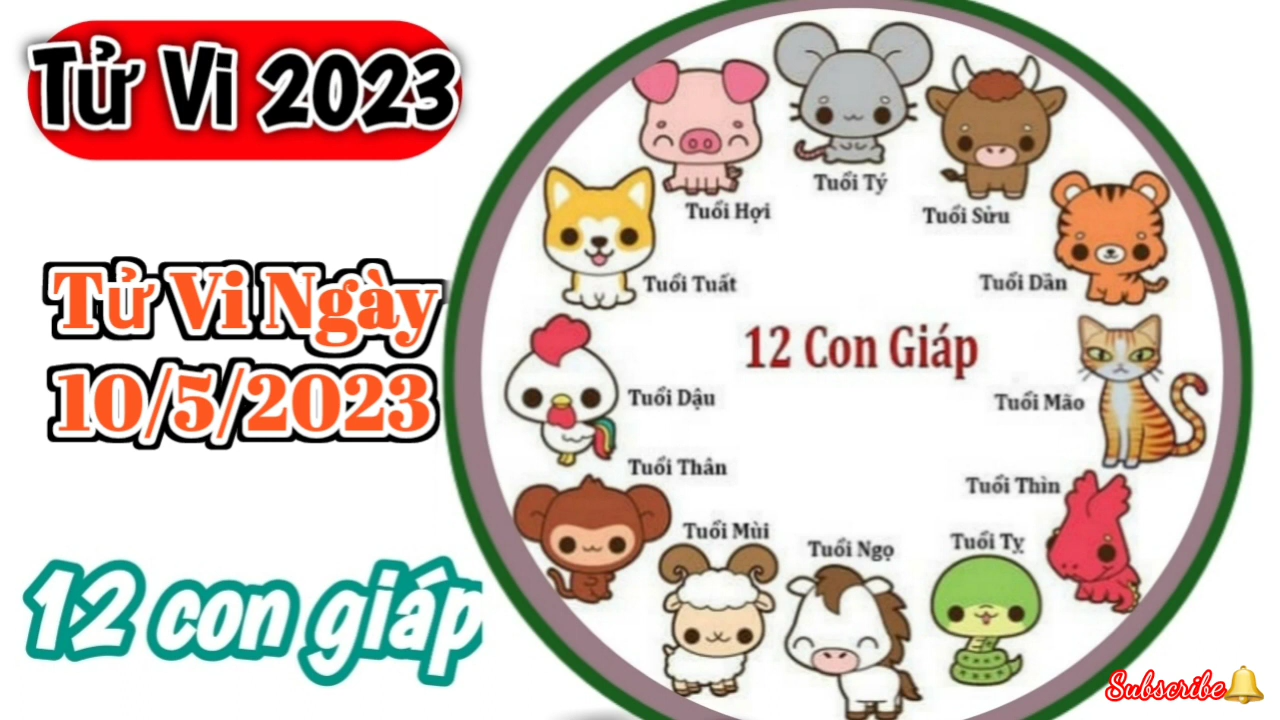 Tử Vi 2023
Tử Vi Ngày
10/5/2023
12 con giáp
Tuổi Tý
Tuổi Hợi
Tuổi Sửu
Tuổi Tuất
Tuổi Dần
12 Con Giáp
Tuổi Dậu
Tuổi Mão
Tuổi Thân
Tuổi Thìn
Tuổi Mùi
Tuổi Ngọ
Tuổi Tỵ
Subscribe